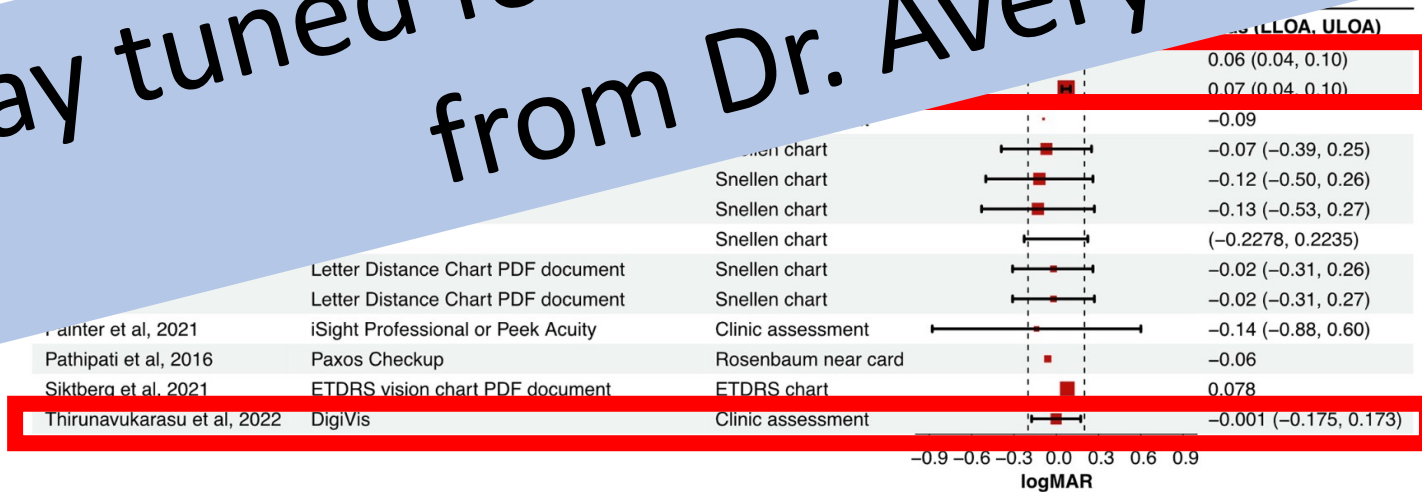 ay tuned
from Dr. Avery
(LLOA, ULOA)
0.06 (0.04, 0.10)
0.07 (0.04, 0.10)
−0.09
chart −0.07 (−0.39, 0.25)
Snellen chart −0.12 (−0.50, 0.26)
Snellen chart −0.13 (−0.53, 0.27)
Snellen chart (−0.2278, 0.2235)
Letter Distance Chart PDF document Snellen chart −0.02 (−0.31, 0.26)
Letter Distance Chart PDF document Snellen chart −0.02 (−0.31, 0.27)
Painter et al, 2021 iSight Professional or Peek Acuity Clinic assessment −0.14 (−0.88, 0.60)
Pathipati et al, 2016 Paxos Checkup Rosenbaum near card −0.06
Siktberg et al, 2021 ETDRS vision chart PDF document ETDRS chart 0.078
Thirunavukarasu et al, 2022 DigiVis Clinic assessment −0.001 (−0.175, 0.173)
−0.9 −0.6 −0.3 0.0 0.3 0.6 0.9
logMAR